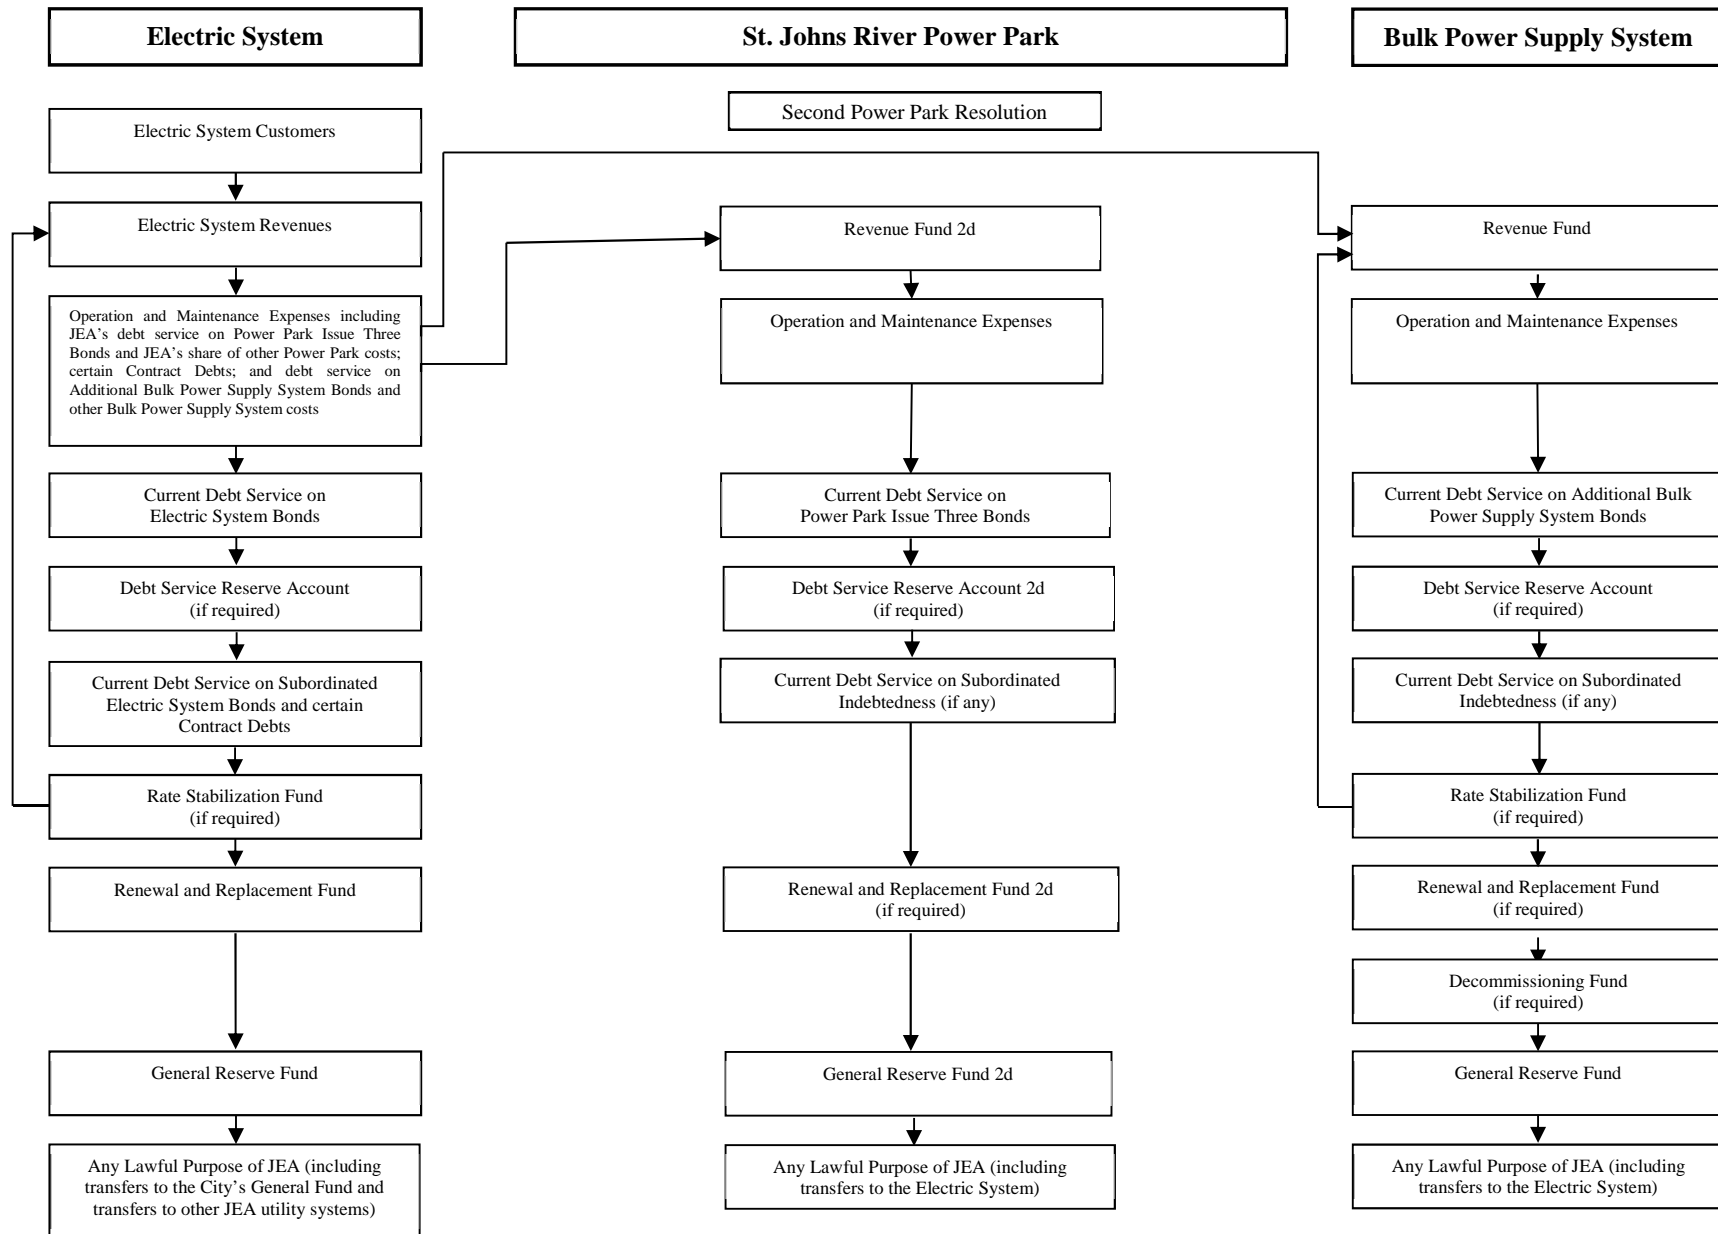 Electric System
St. Johns River Power Park
Bulk Power Supply System
Second Power Park Resolution
Electric System Customers
Electric System Revenues
Operation and Maintenance Expenses including
JEA’s debt service on Power Park Issue Three
Bonds and JEA’s share of other Power Park costs;
certain Contract Debts; and debt service on
Additional Bulk Power Supply System Bonds and
other Bulk Power Supply System costs
Current Debt Service on
Electric System Bonds
Debt Service Reserve Account
(if required)
Current Debt Service on Subordinated
Electric System Bonds and certain
Contract Debts
Rate Stabilization Fund
(if required)
Renewal and Replacement Fund
General Reserve Fund
Any Lawful Purpose of JEA (including
transfers to the City’s General Fund and
transfers to other JEA utility systems)
Revenue Fund 2d
Operation and Maintenance Expenses
Current Debt Service on
Power Park Issue Three Bonds
Debt Service Reserve Account 2d
(if required)
Current Debt Service on Subordinated
Indebtedness (if any)
Renewal and Replacement Fund 2d
(if required)
General Reserve Fund 2d
Any Lawful Purpose of JEA (including
transfers to the Electric System)
Revenue Fund
Operation and Maintenance Expenses
Current Debt Service on Additional Bulk
Power Supply System Bonds
Debt Service Reserve Account
(if required)
Current Debt Service on Subordinated
Indebtedness (if any)
Rate Stabilization Fund
(if required)
Renewal and Replacement Fund
(if required)
Decommissioning Fund
(if required)
General Reserve Fund
Any Lawful Purpose of JEA (including
transfers to the Electric System)